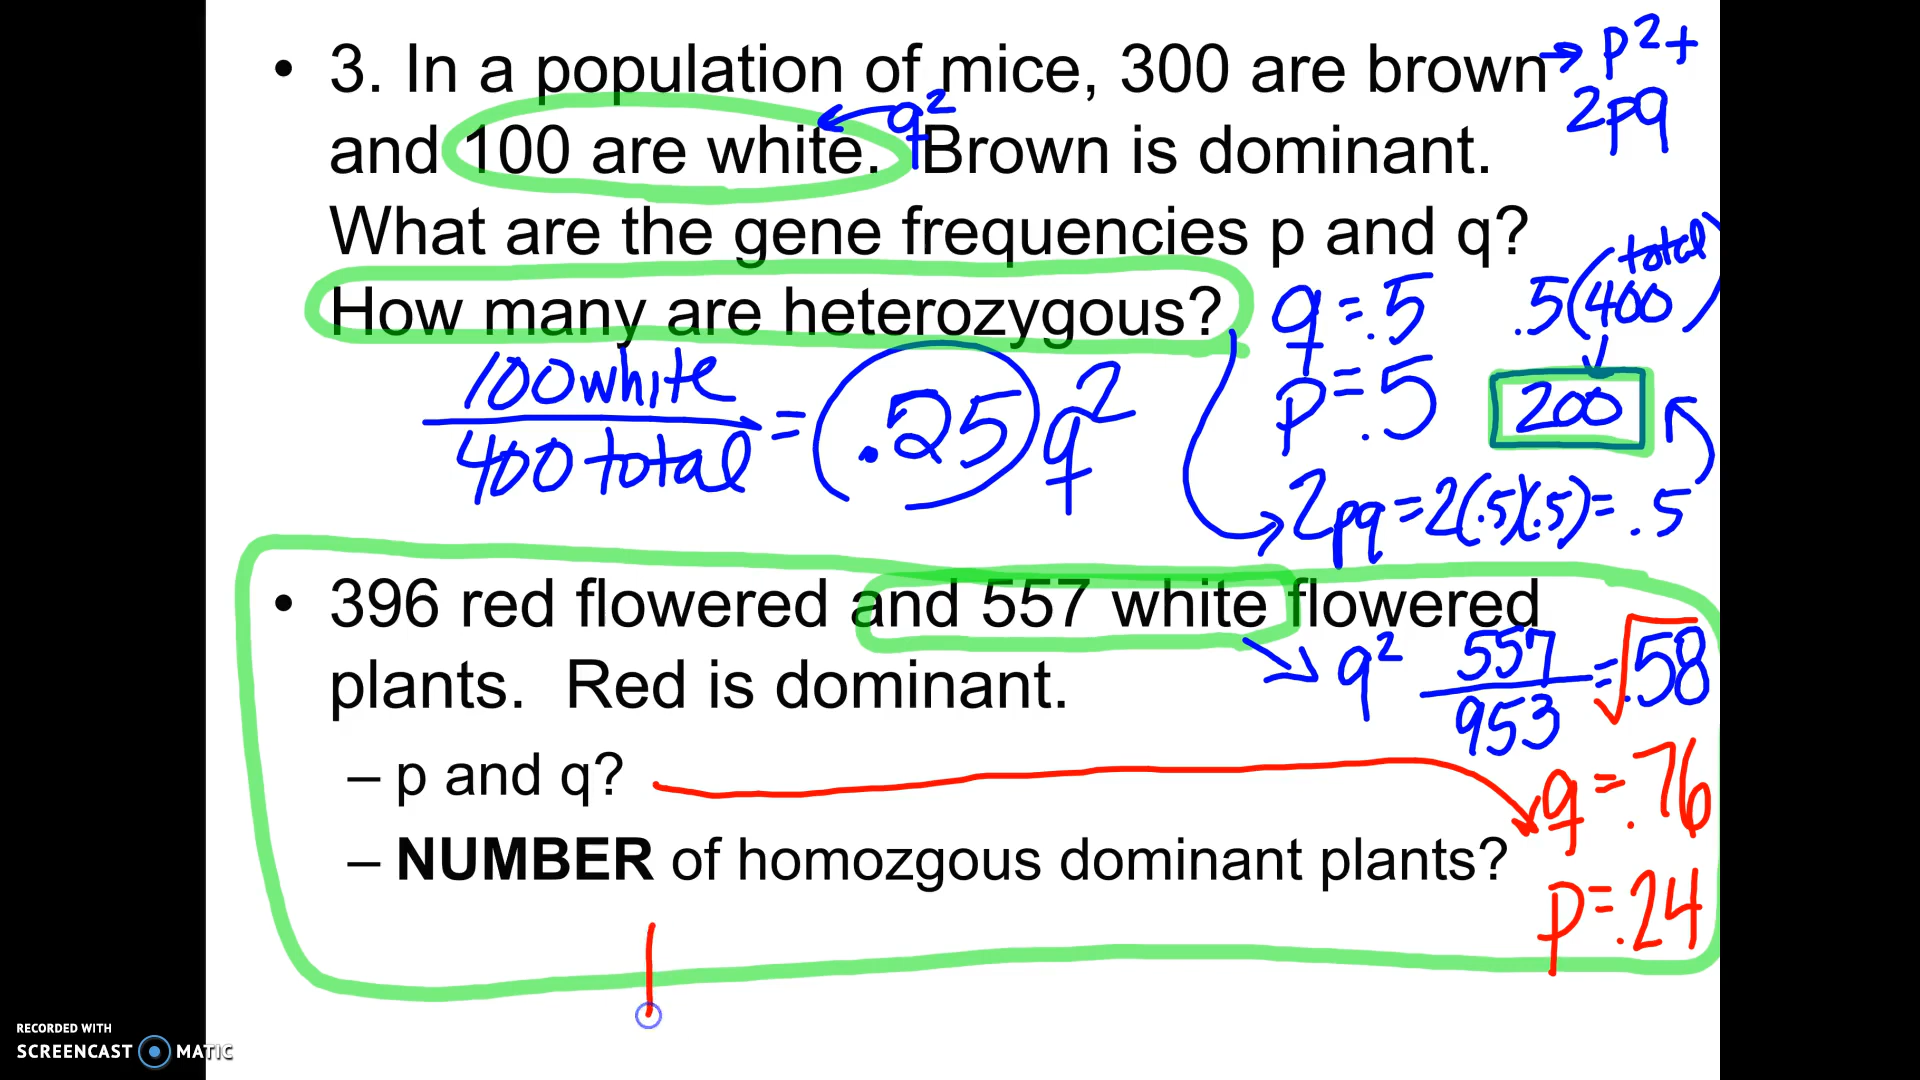 • 3. In a population of mice, 300 are brown → p²+
2pq
q²
and 100 are white. Brown is dominant.
What are the gene frequencies p and q?
How many are heterozygous?
q = .5 .5(400 total)
p = .5 200
100 white
400 total
= .25 q²
2pq = 2(.5)(.5) = .5
• 396 red flowered and 557 white flowered
plants. Red is dominant.
q² 557/953 = √.58
– p and q?
q = .76
– NUMBER of homozgous dominant plants?
p = .24
RECORDED WITH
SCREENCAST MATIC